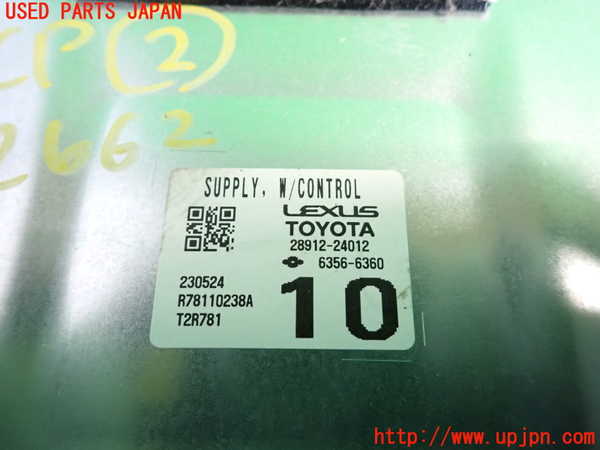 USED PARTS JAPAN
CP (2)
2662
SUPPLY, W/CONTROL
LEXUS
TOYOTA
28912-24012
6356-6360
230524
R78110238A
T2R781
10
http://www.upjpn.com/